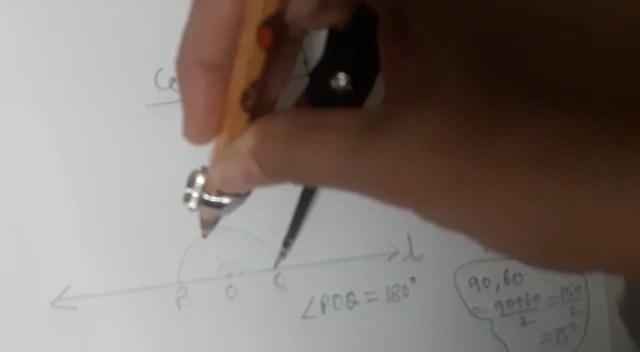 l
P O Q
∠POQ = 180°
90, 60
= 90+60/2 = 150/2
= 75°